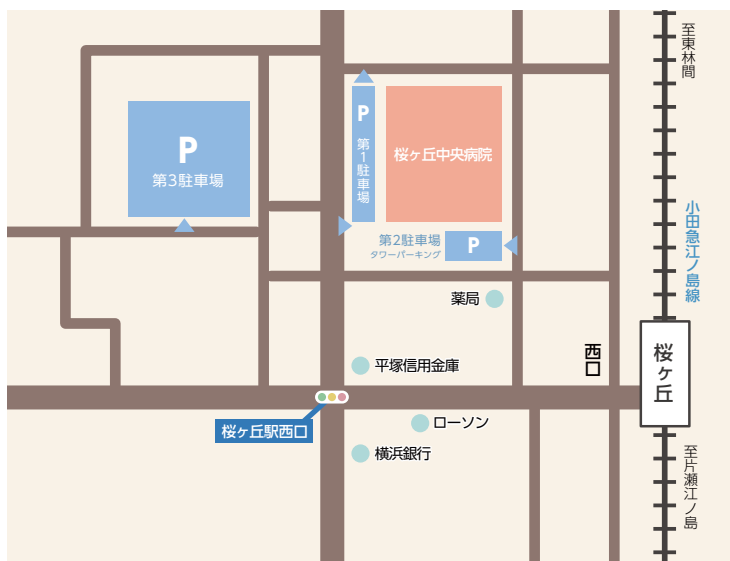 至東林間
P
第1駐車場
P
第3駐車場
桜ヶ丘中央病院
小田急江ノ島線
第2駐車場
タワーパーキング
P
薬局
西口
桜ヶ丘
平塚信用金庫
ローソン
桜ヶ丘駅西口
横浜銀行
至片瀬江ノ島